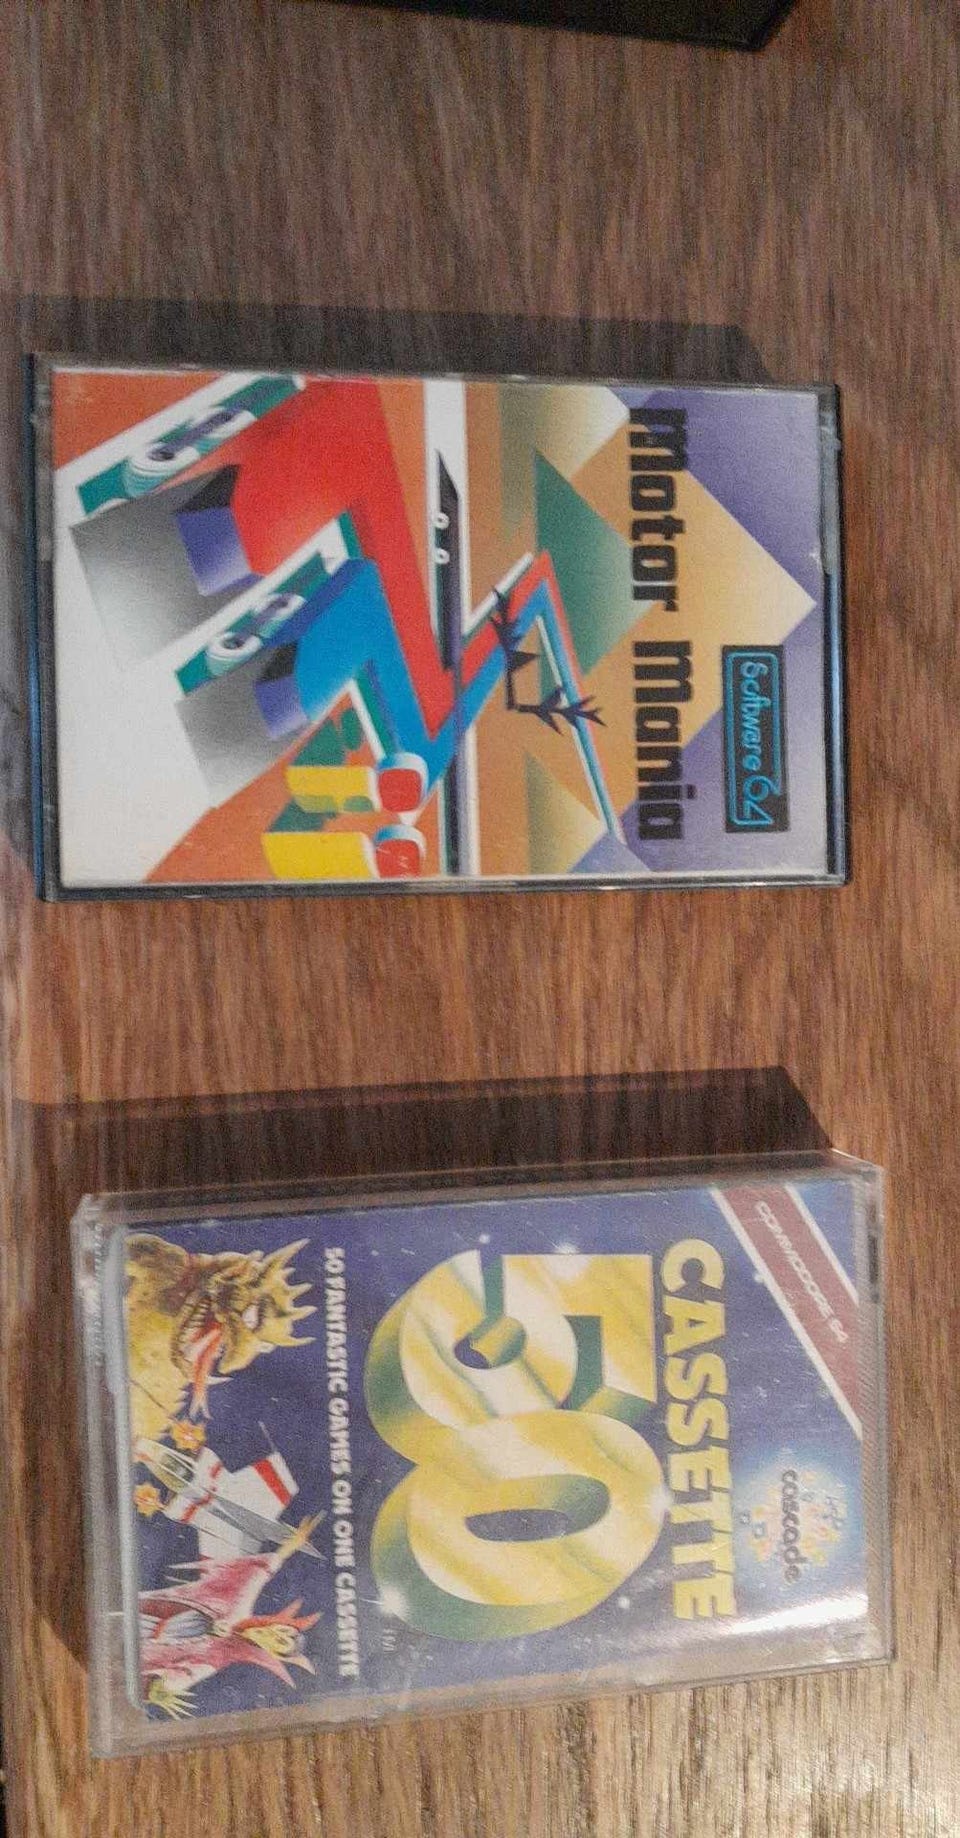 Software 64
motor mania
COMMODORE 64
cascade
CASSETTE
50
50 FANTASTIC GAMES ON ONE CASSETTE